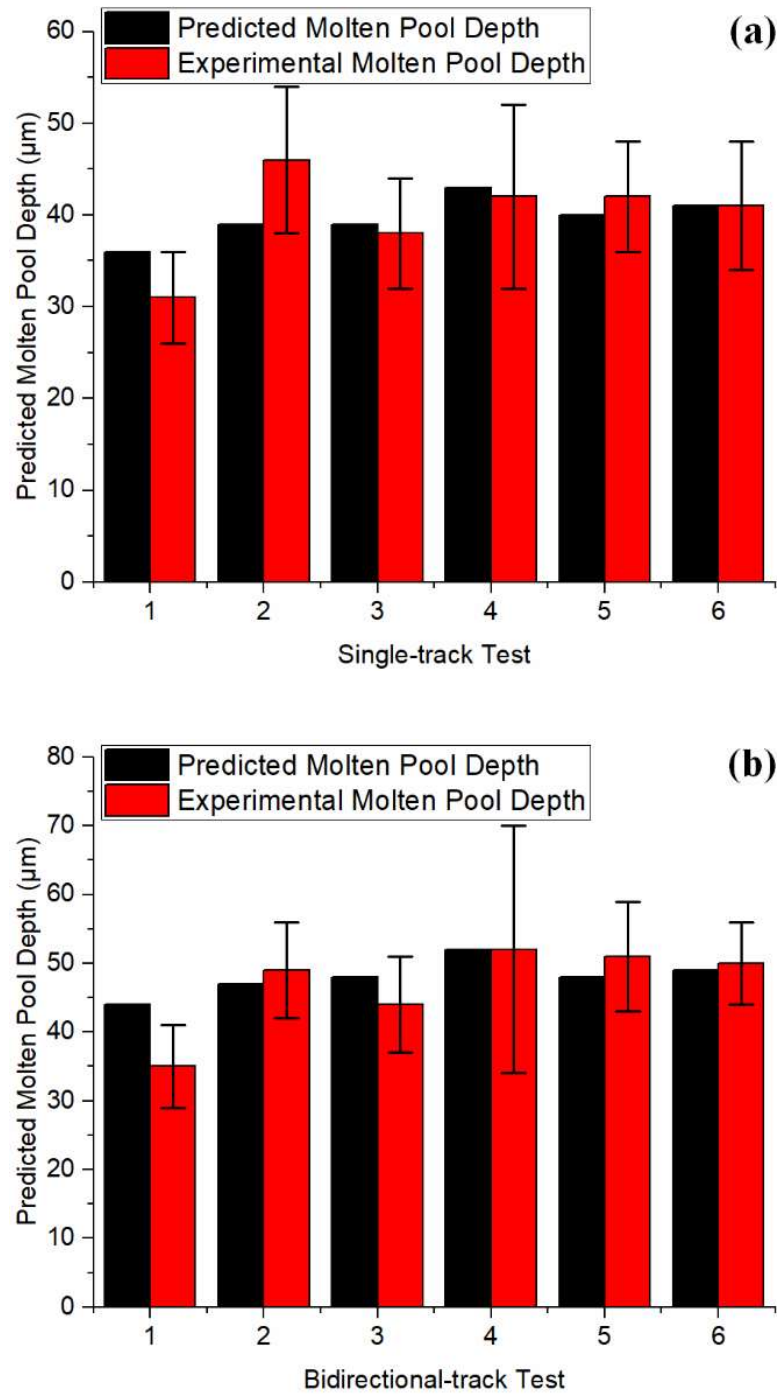 (a)
Predicted Molten Pool Depth
Experimental Molten Pool Depth
Predicted Molten Pool Depth (μm)
60
50
40
30
20
10
0
1 2 3 4 5 6
Single-track Test
(b)
Predicted Molten Pool Depth
Experimental Molten Pool Depth
Predicted Molten Pool Depth (μm)
80
70
60
50
40
30
20
10
0
1 2 3 4 5 6
Bidirectional-track Test